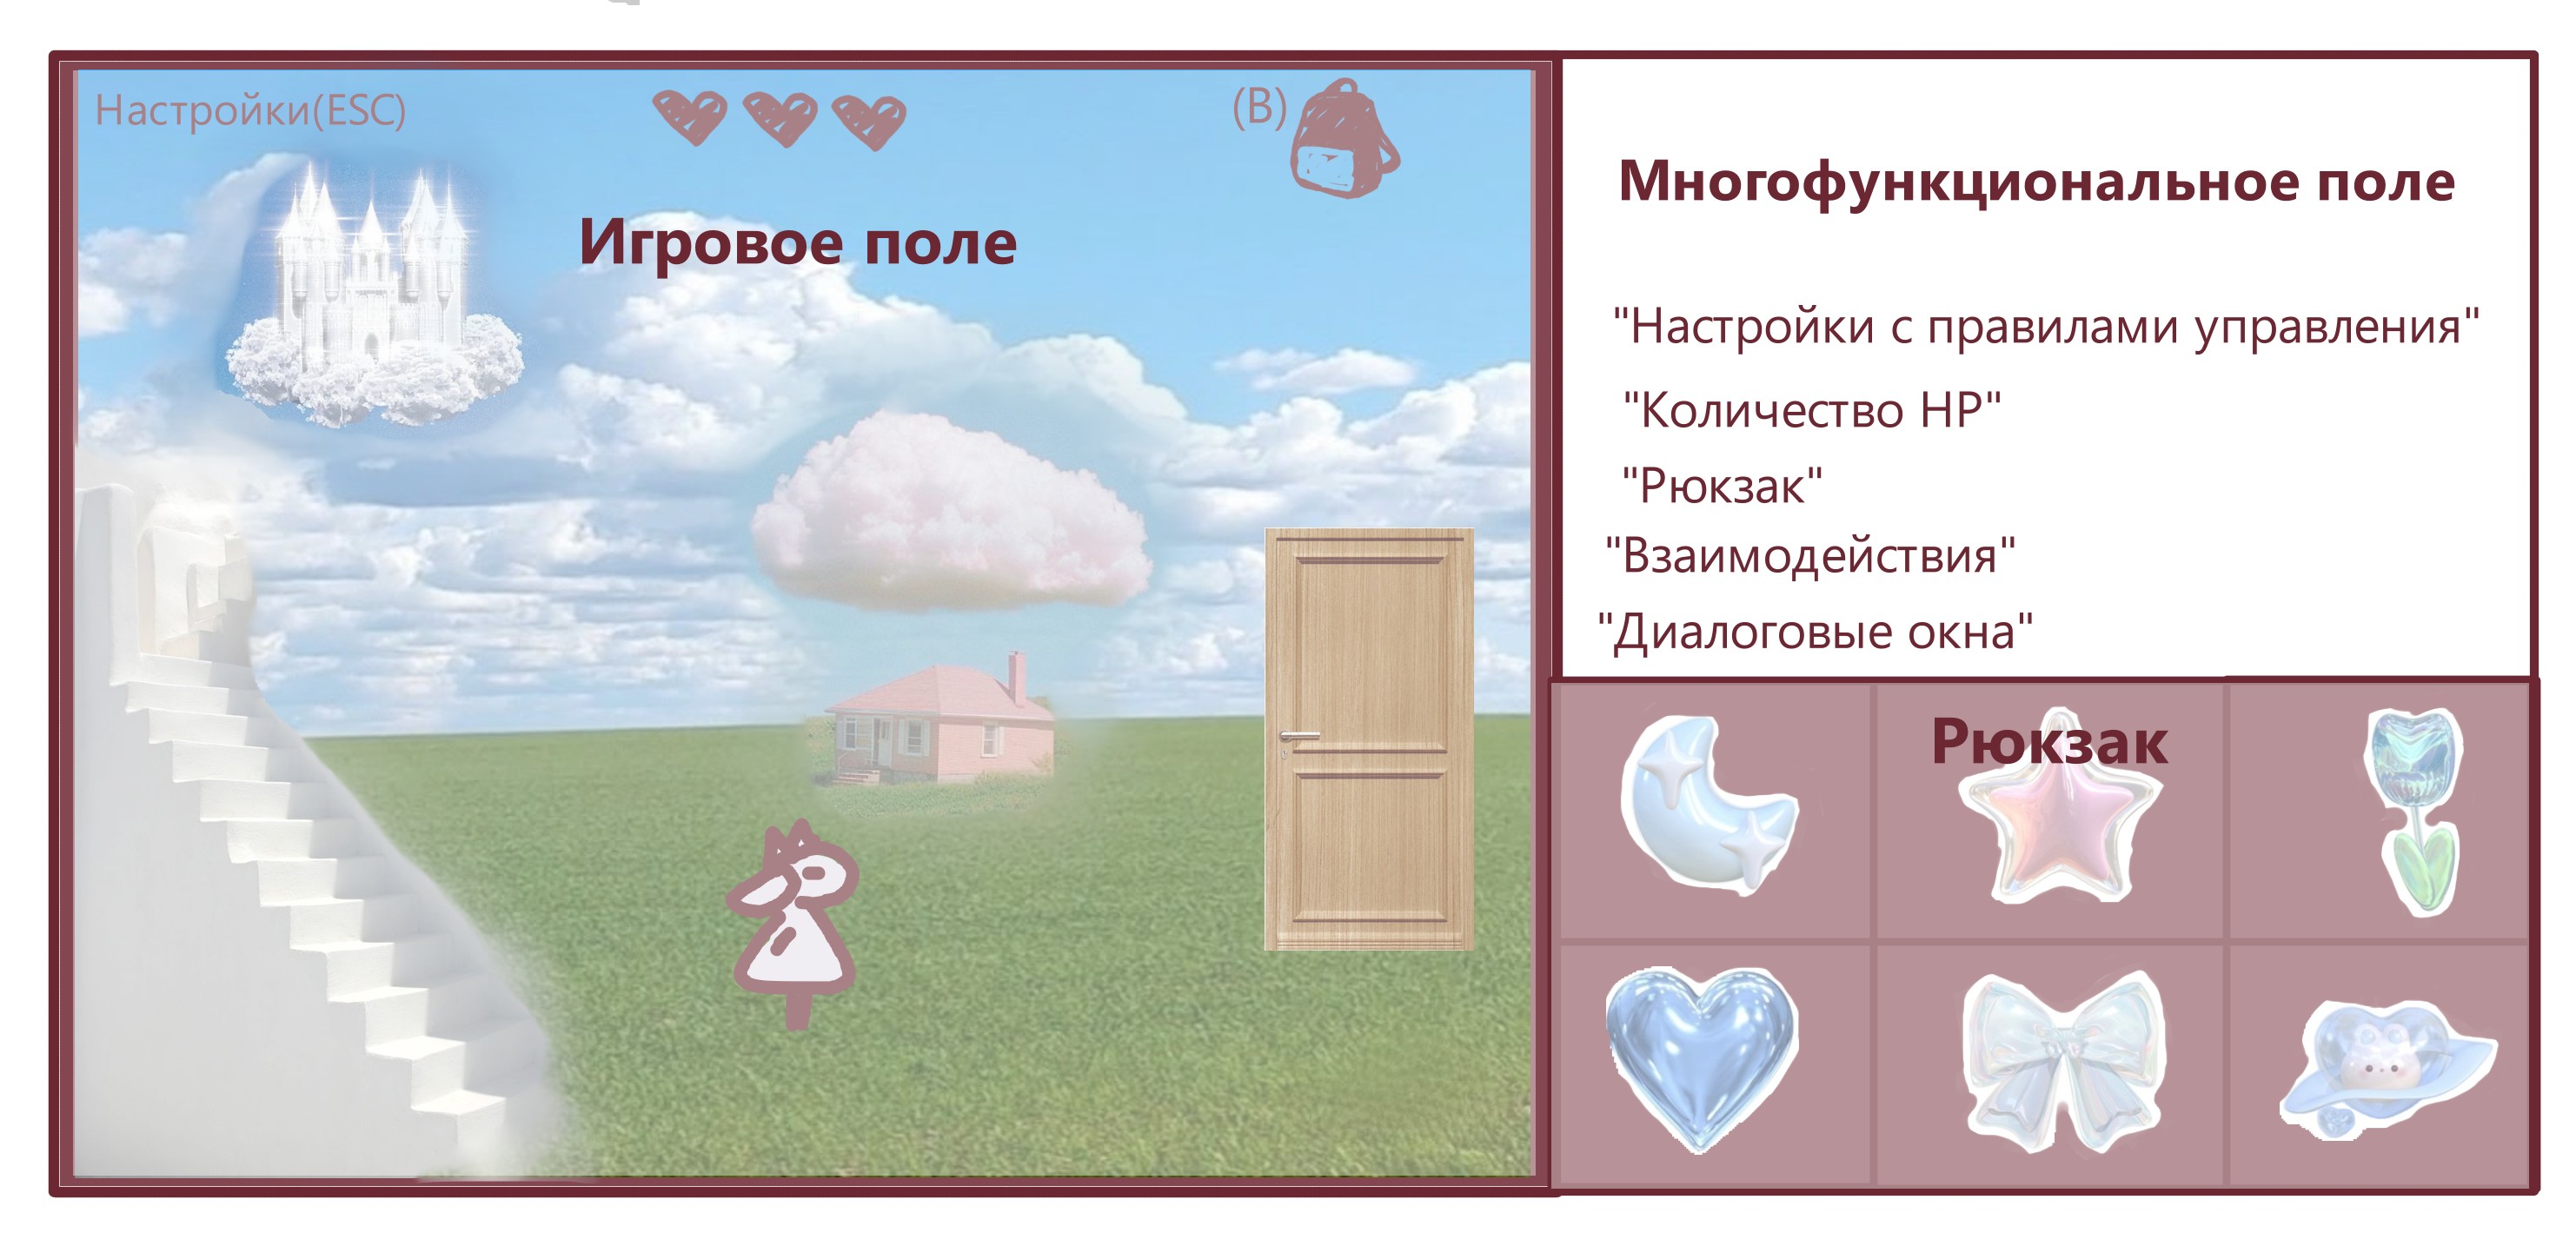 Настройки(ESC)
(B)
Игровое поле
Многофункциональное поле
"Настройки с правилами управления"
"Количество HP"
"Рюкзак"
"Взаимодействия"
"Диалоговые окна"
Рюкзак